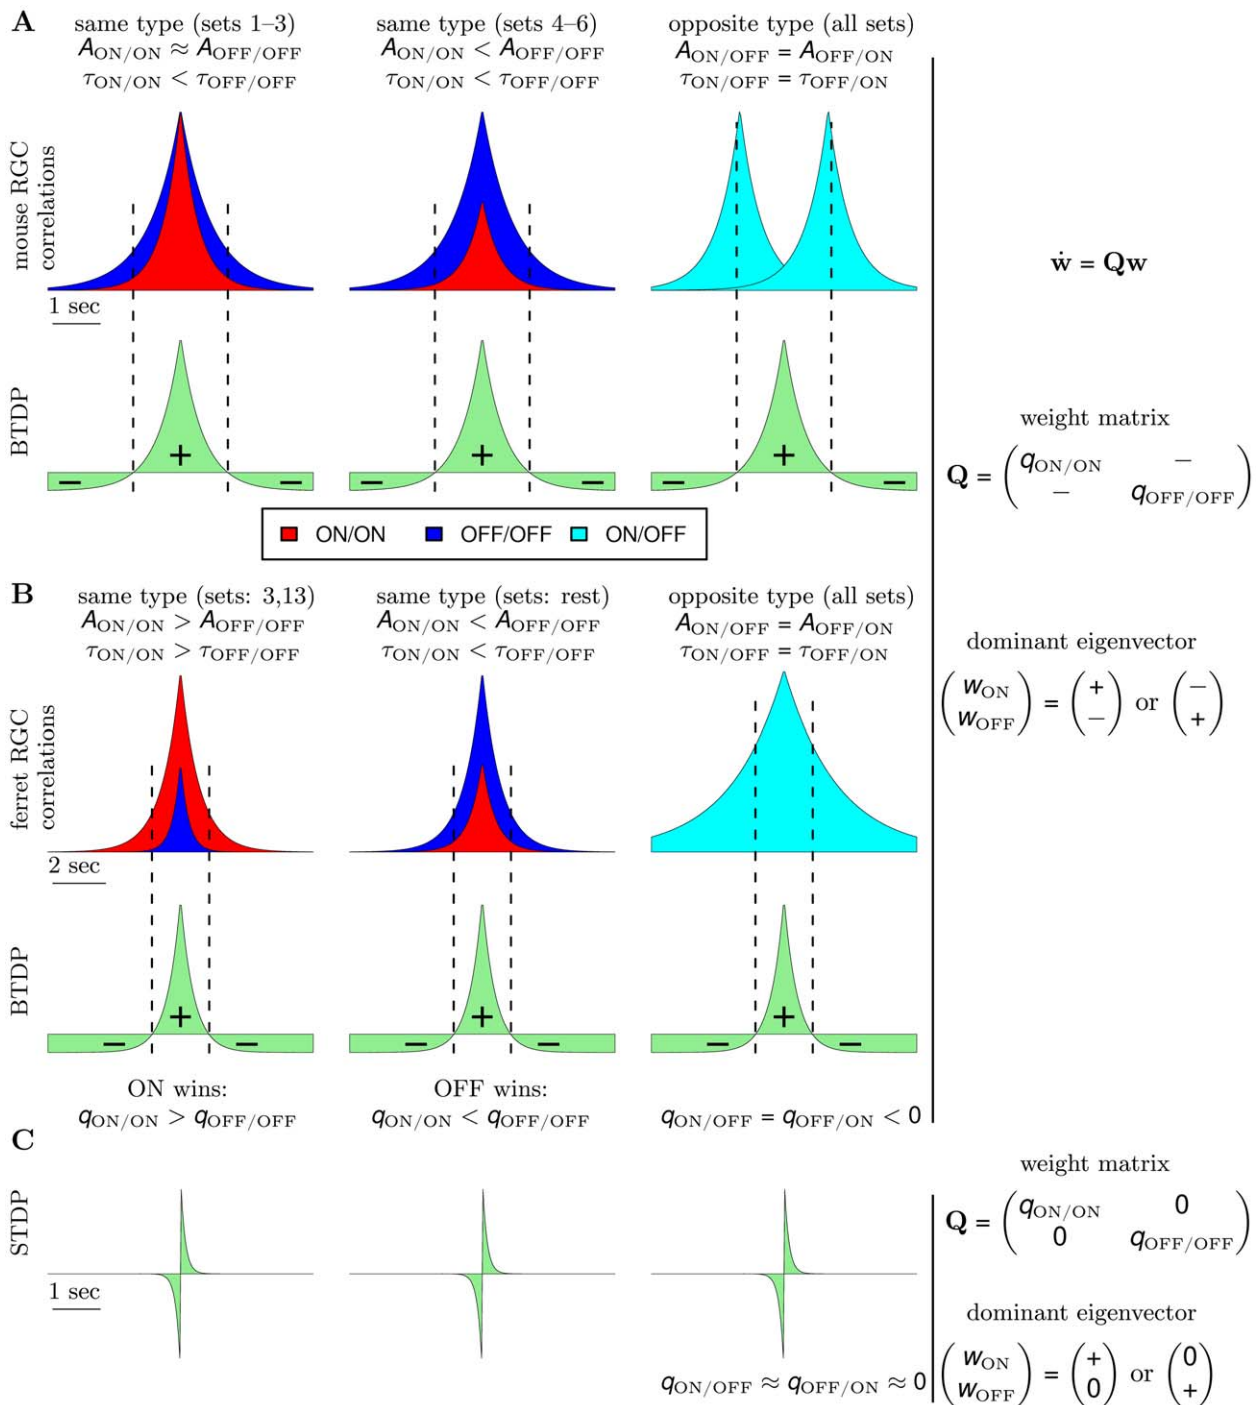 A
same type (sets 1–3)
A_ON/ON ≈ A_OFF/OFF
τ_ON/ON < τ_OFF/OFF
same type (sets 4–6)
A_ON/ON < A_OFF/OFF
τ_ON/ON < τ_OFF/OFF
opposite type (all sets)
A_ON/OFF = A_OFF/ON
τ_ON/OFF = τ_OFF/ON
mouse RGC
correlations
1 sec
BTDP
+
− −
+
− −
+
− −
ON/ON OFF/OFF ON/OFF
B
same type (sets: 3,13)
A_ON/ON > A_OFF/OFF
τ_ON/ON > τ_OFF/OFF
same type (sets: rest)
A_ON/ON < A_OFF/OFF
τ_ON/ON < τ_OFF/OFF
opposite type (all sets)
A_ON/OFF = A_OFF/ON
τ_ON/OFF = τ_OFF/ON
ferret RGC
correlations
2 sec
BTDP
+
− −
+
− −
+
− −
ON wins:
q_ON/ON > q_OFF/OFF
OFF wins:
q_ON/ON < q_OFF/OFF
q_ON/OFF = q_OFF/ON < 0
ẇ = Qw
weight matrix
Q = (q_ON/ON −
− q_OFF/OFF)
dominant eigenvector
(w_ON
w_OFF) = (+
−) or (−
+)
C
STDP
1 sec
q_ON/OFF ≈ q_OFF/ON ≈ 0
weight matrix
Q = (q_ON/ON 0
0 q_OFF/OFF)
dominant eigenvector
(w_ON
w_OFF) = (+
0) or (0
+)